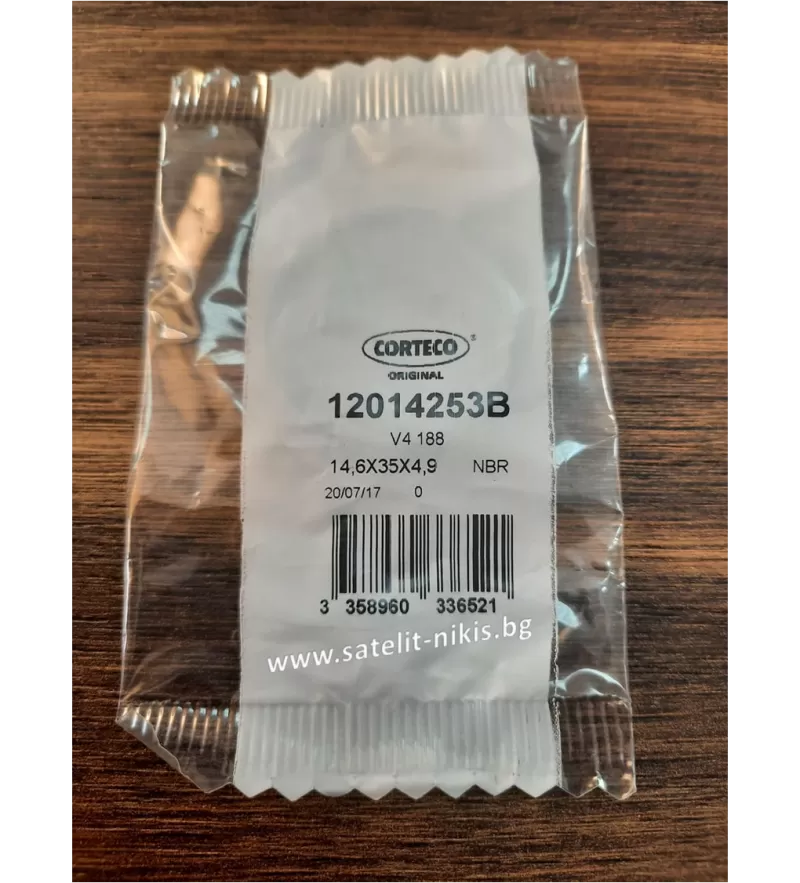 CORTECO®
ORIGINAL
12014253B
V4 188
14,6X35X4,9 NBR
20/07/17 0
3 358960 336521
www.satelit-nikis.bg